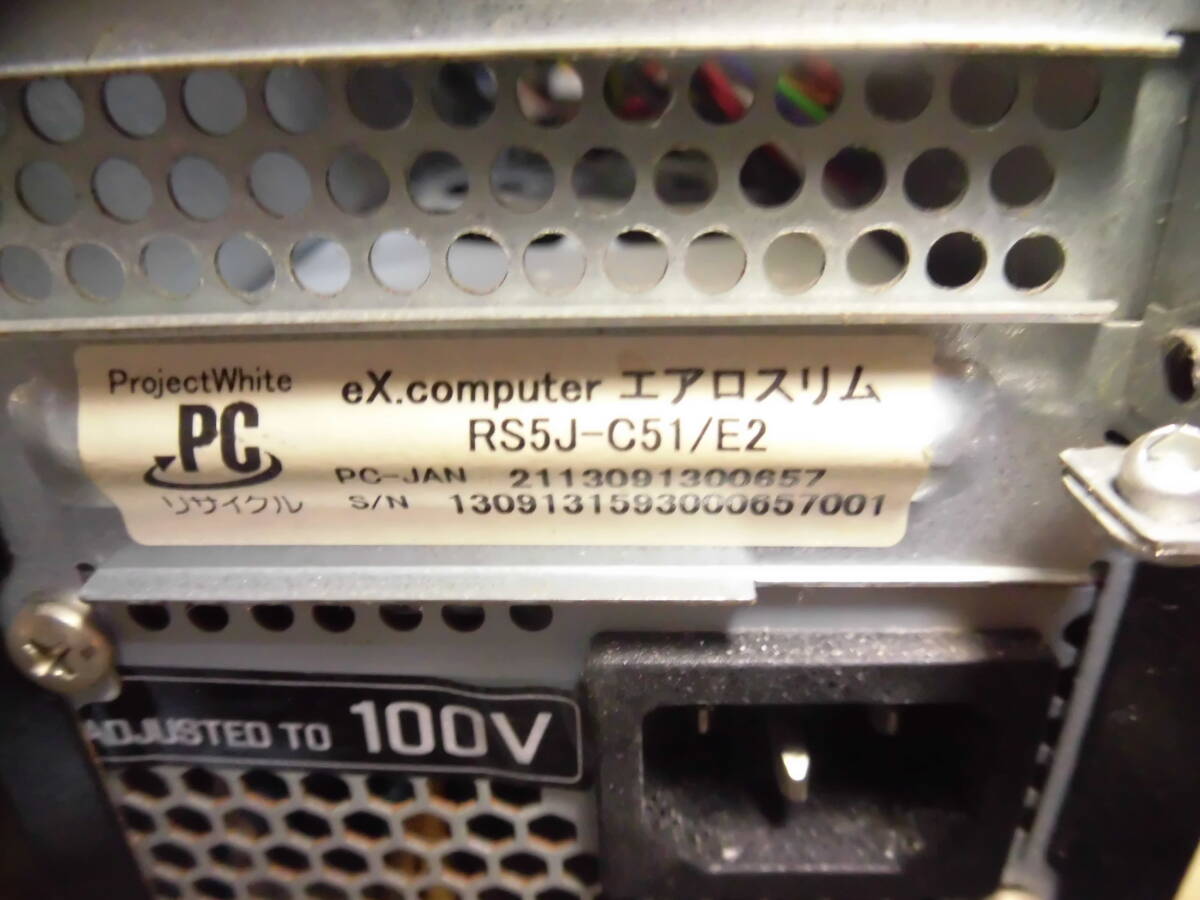 ProjectWhite
PC
リサイクル
eX.computer エアロスリム
RS5J-C51/E2
PC-JAN 2113091300657
S/N 1309131593000657001
ADJUSTED TO 100V